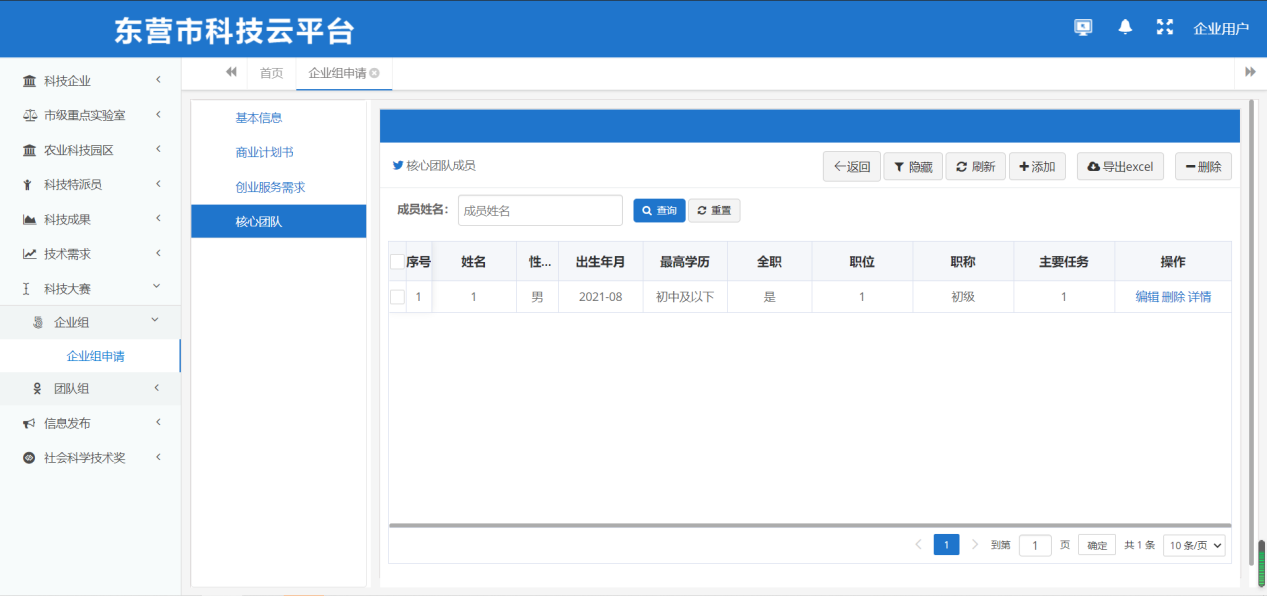 东营市科技云平台
企业用户
科技企业
市级重点实验室
农业科技园区
科技特派员
科技成果
技术需求
科技大赛
企业组
企业组申请
团队组
信息发布
社会科学技术奖
首页 企业组申请
基本信息
商业计划书
创业服务需求
核心团队
核心团队成员
返回 隐藏 刷新 添加 导出excel 删除
成员姓名： 成员姓名 查询 重置
序号 姓名 性... 出生年月 最高学历 全职 职位 职称 主要任务 操作
1 1 男 2021-08 初中及以下 是 1 初级 1 编辑 删除 详情
1 到第 1 页 确定 共 1 条 10 条/页